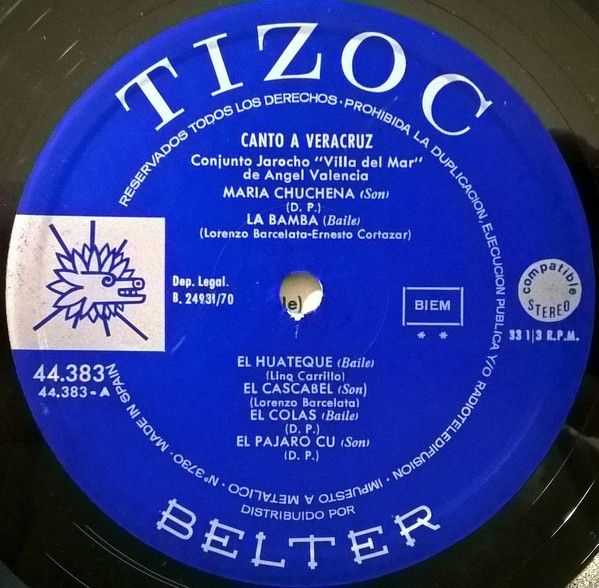 TIZOC
RESERVADOS TODOS LOS DERECHOS · PROHIBIDA LA DUPLICACION, EJECUCION PUBLICA Y/O RADIOTELEDIFUSION · IMPUESTO A METALICO · Nº 3730 · MADE IN SPAIN
CANTO A VERACRUZ
Conjunto Jarocho "Villa del Mar"
de Angel Valencia
MARIA CHUCHENA (Son)
(D. P.)
LA BAMBA (Baile)
(Lorenzo Barcelata-Ernesto Cortazar)
Dep. Legal.
B. 24931/70
le)
BIEM
* *
compatible
STEREO
33 1|3 R.P.M.
44.383
44.383-A
EL HUATEQUE (Baile)
(Lino Carrillo)
EL CASCABEL (Son)
(Lorenzo Barcelata)
EL COLAS (Baile)
(D. P.)
EL PAJARO CU (Son)
(D. P.)
DISTRIBUIDO POR
BELTER